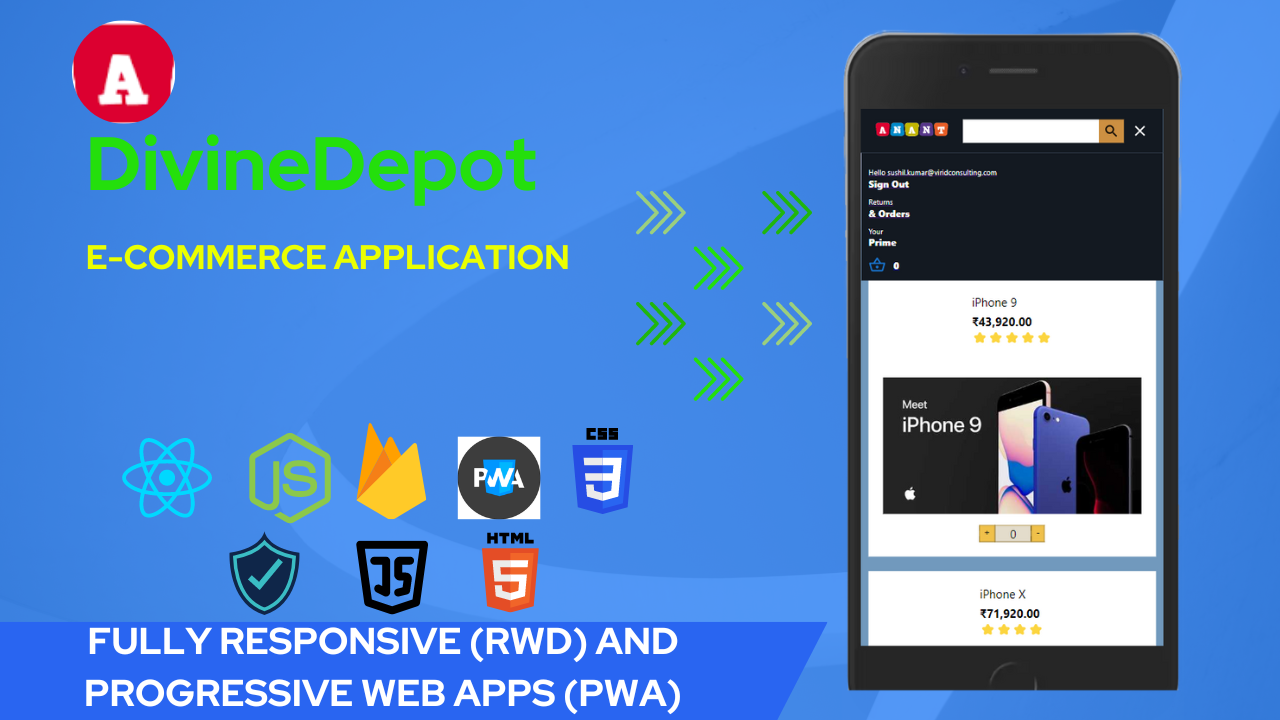 A
DivineDepot
E-COMMERCE APPLICATION
JS
PWA
CSS
3
JS
HTML
5
FULLY RESPONSIVE (RWD) AND
PROGRESSIVE WEB APPS (PWA)
ANANT
Hello sushil.kumar@viridconsulting.com
Sign Out
Returns
& Orders
Your
Prime
0
iPhone 9
₹43,920.00
Meet
iPhone 9
+ 0 -
iPhone X
₹71,920.00